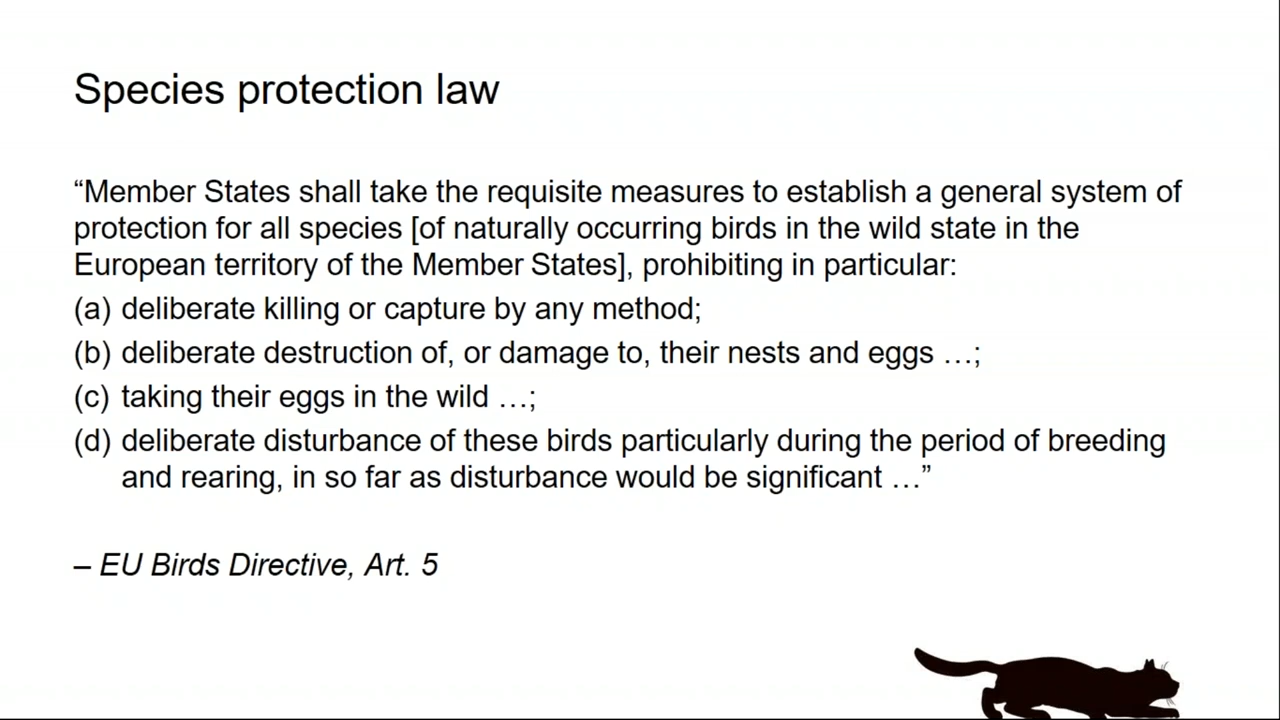 Species protection law
“Member States shall take the requisite measures to establish a general system of
protection for all species [of naturally occurring birds in the wild state in the
European territory of the Member States], prohibiting in particular:
(a) deliberate killing or capture by any method;
(b) deliberate destruction of, or damage to, their nests and eggs …;
(c) taking their eggs in the wild …;
(d) deliberate disturbance of these birds particularly during the period of breeding
and rearing, in so far as disturbance would be significant …”
– EU Birds Directive, Art. 5